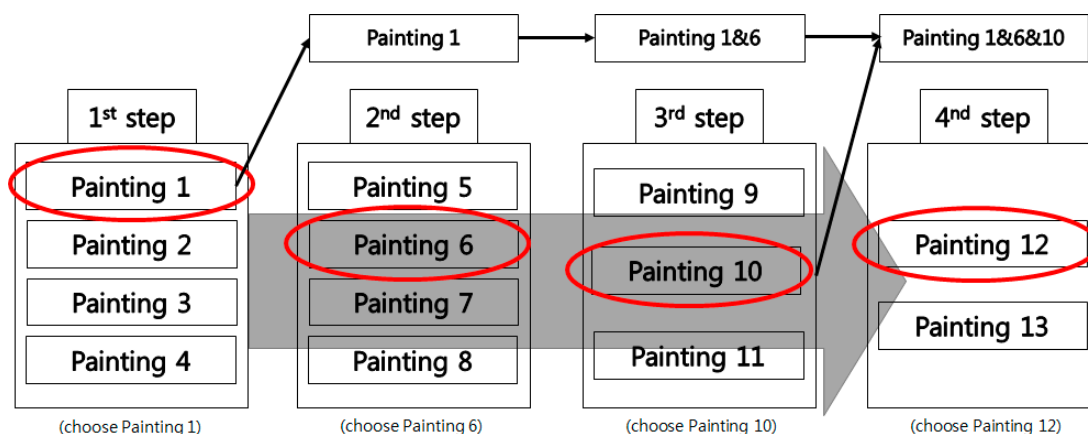 Painting 1
Painting 1&6
Painting 1&6&10
1st step
Painting 1
Painting 2
Painting 3
Painting 4
(choose Painting 1)
2nd step
Painting 5
Painting 6
Painting 7
Painting 8
(choose Painting 6)
3rd step
Painting 9
Painting 10
Painting 11
(choose Painting 10)
4nd step
Painting 12
Painting 13
(choose Painting 12)